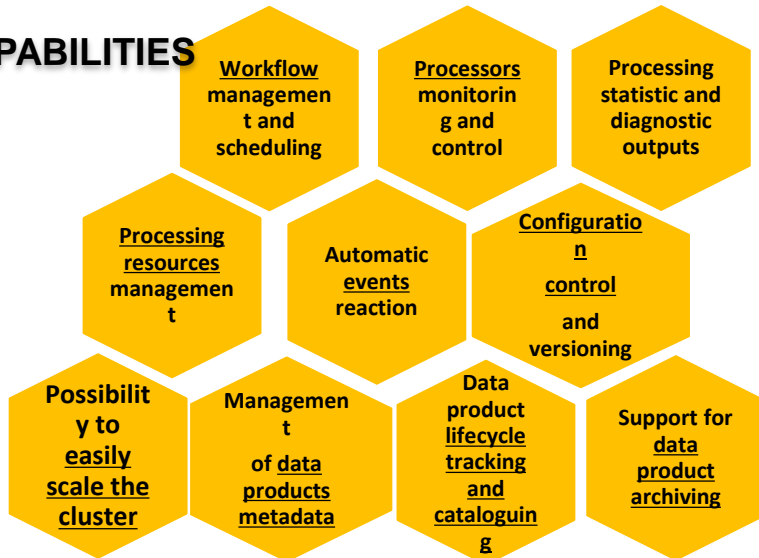 PABILITIES
Workflow
managemen
t and
scheduling
Processors
monitorin
g and
control
Processing
statistic and
diagnostic
outputs
Processing
resources
managemen
t
Automatic
events
reaction
Configuratio
n
control
and
versioning
Possibilit
y to
easily
scale the
cluster
Managemen
t
of data
products
metadata
Data
product
lifecycle
tracking
and
cataloguin
g
Support for
data
product
archiving